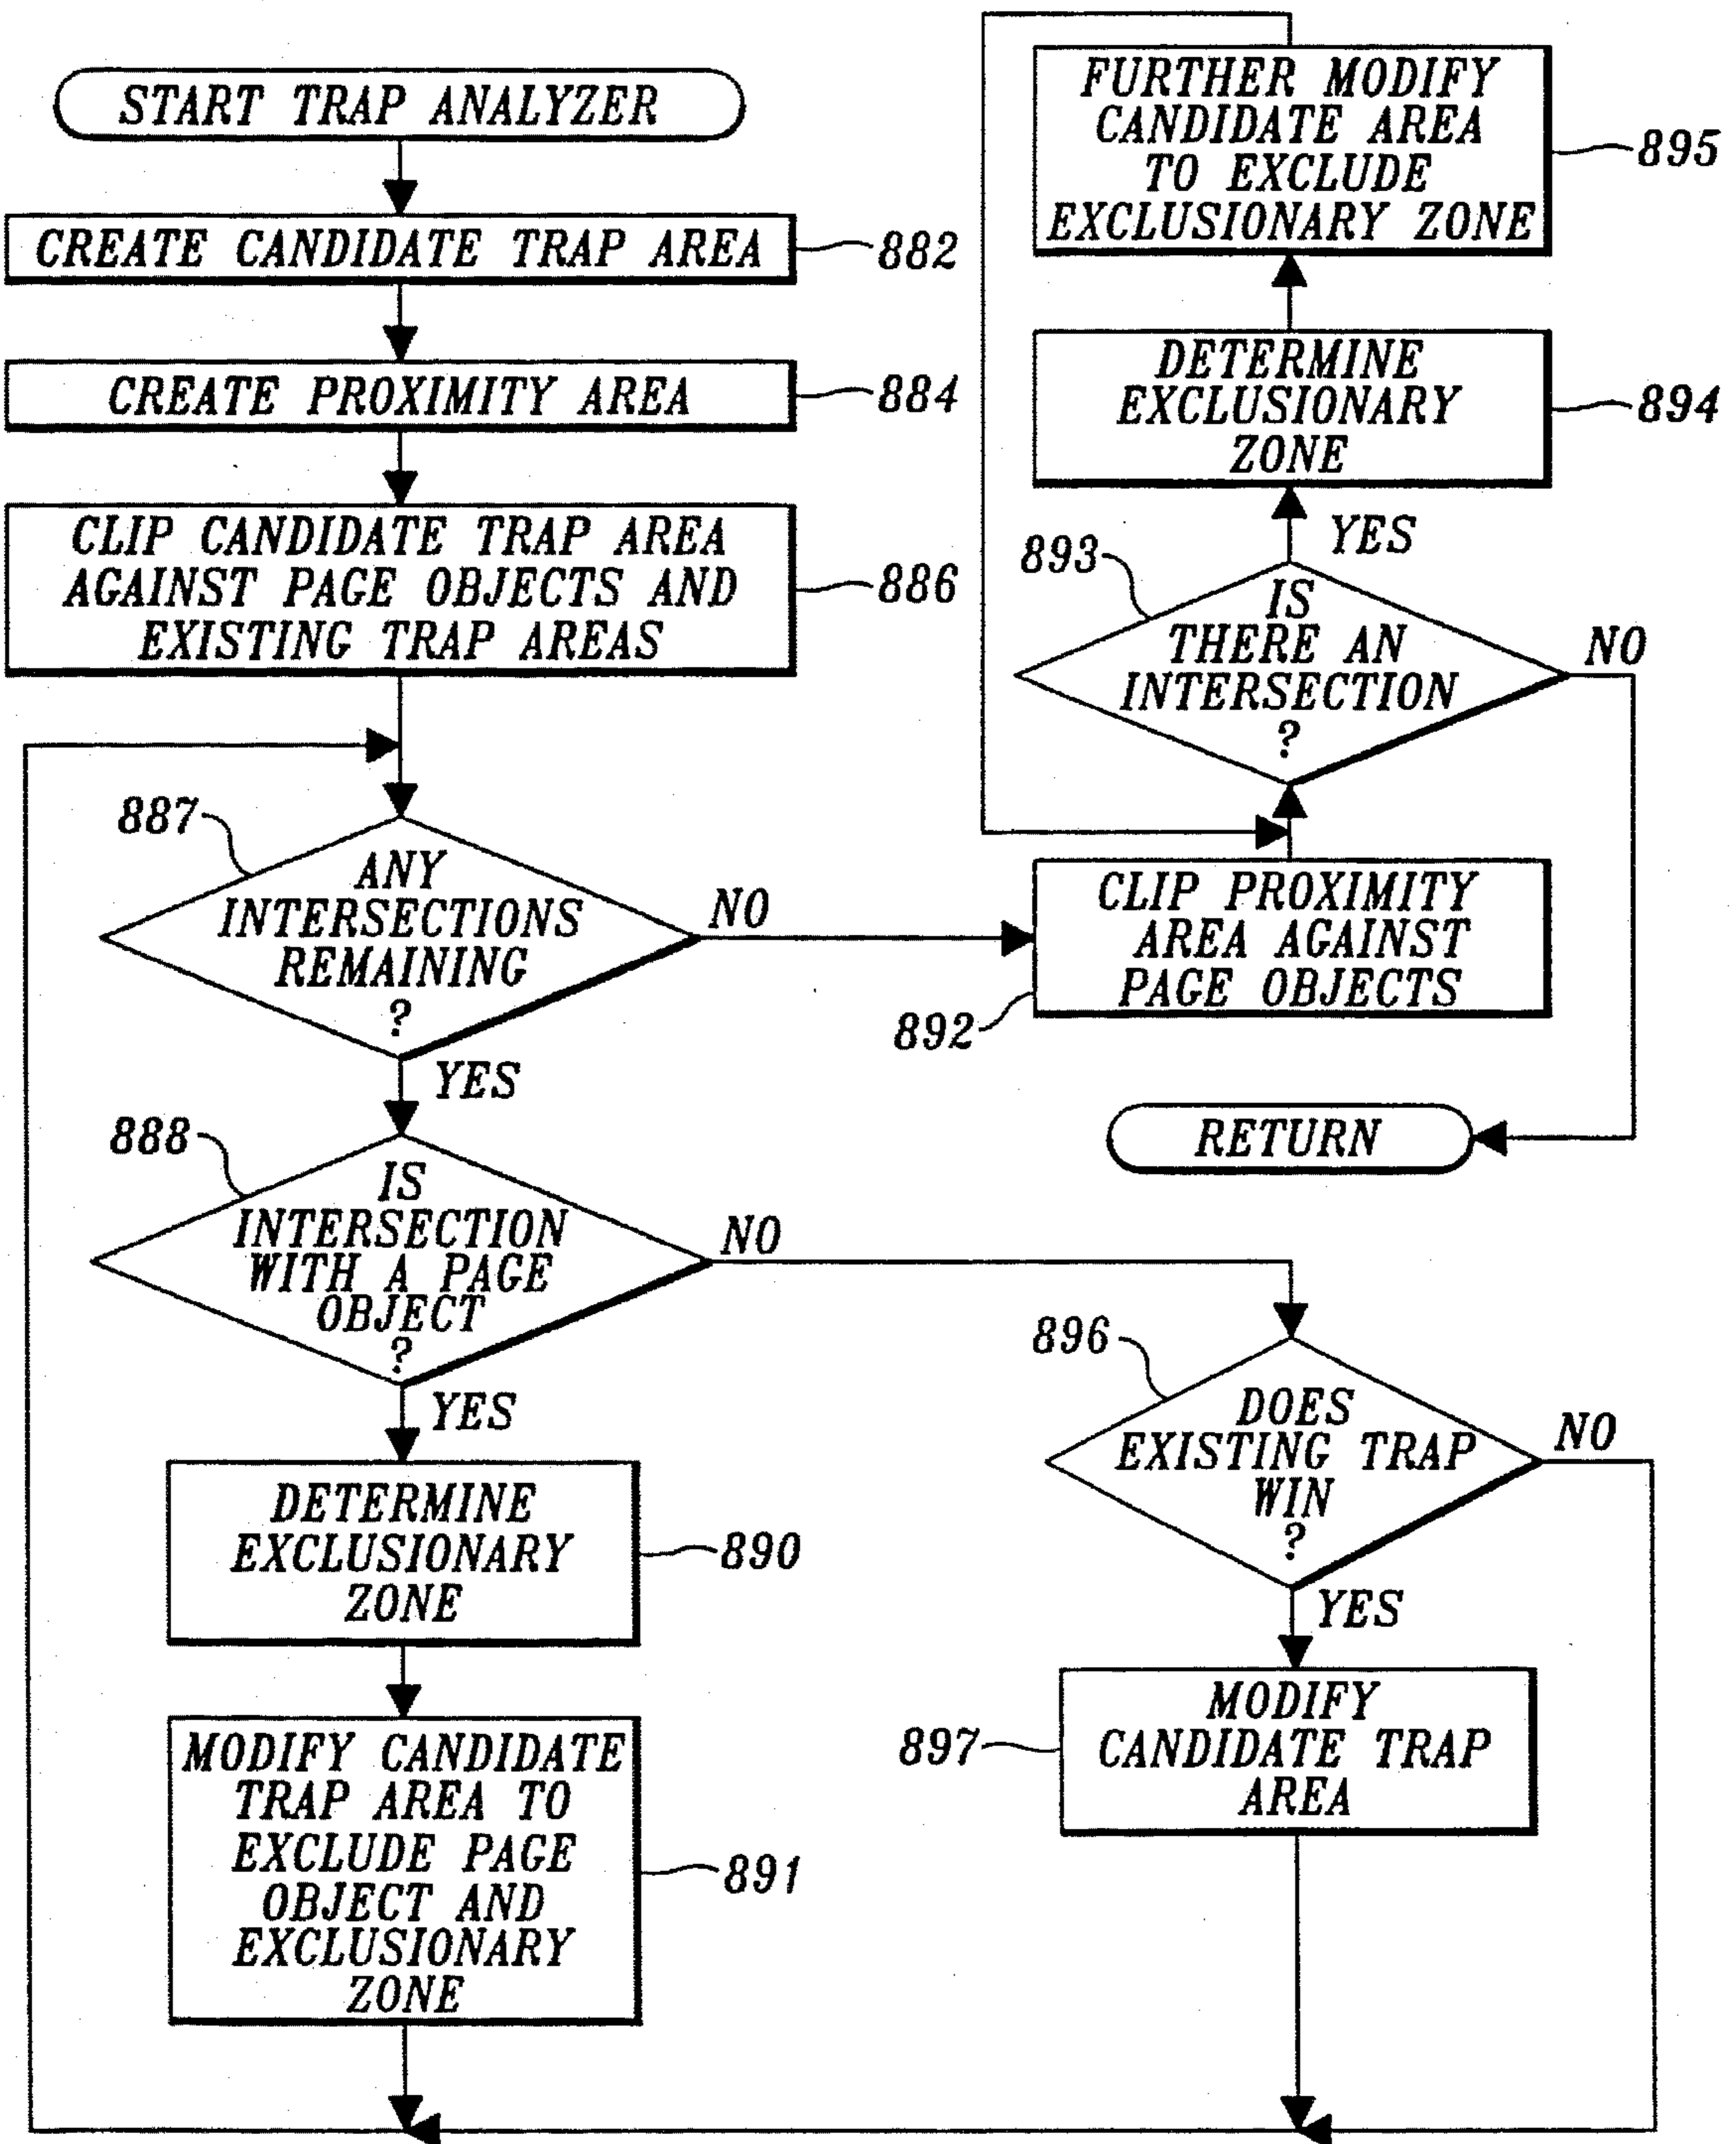 START TRAP ANALYZER
CREATE CANDIDATE TRAP AREA
882
CREATE PROXIMITY AREA
884
CLIP CANDIDATE TRAP AREA
AGAINST PAGE OBJECTS AND
EXISTING TRAP AREAS
886
887
ANY
INTERSECTIONS
REMAINING
?
NO
YES
888
IS
INTERSECTION
WITH A PAGE
OBJECT
?
NO
YES
DETERMINE
EXCLUSIONARY
ZONE
890
MODIFY CANDIDATE
TRAP AREA TO
EXCLUDE PAGE
OBJECT AND
EXCLUSIONARY
ZONE
891
FURTHER MODIFY
CANDIDATE AREA
TO EXCLUDE
EXCLUSIONARY ZONE
895
DETERMINE
EXCLUSIONARY
ZONE
894
YES
893
IS
THERE AN
INTERSECTION
?
NO
CLIP PROXIMITY
AREA AGAINST
PAGE OBJECTS
892
RETURN
896
DOES
EXISTING TRAP
WIN
?
NO
YES
MODIFY
CANDIDATE TRAP
AREA
897